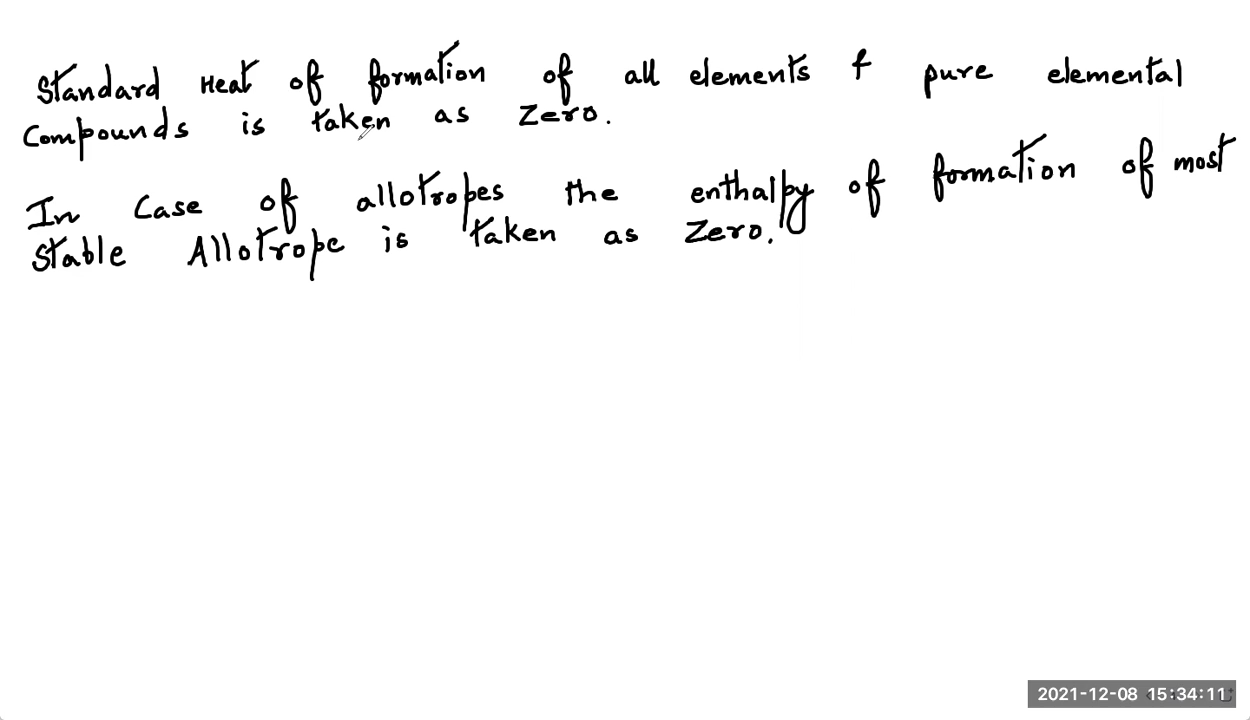 Standard Heat of formation of all elements & pure elemental
Compounds is taken as Zero.
In Case of allotropes the enthalpy of formation of most
stable Allotrope is taken as Zero.
2021-12-08 15:34:11